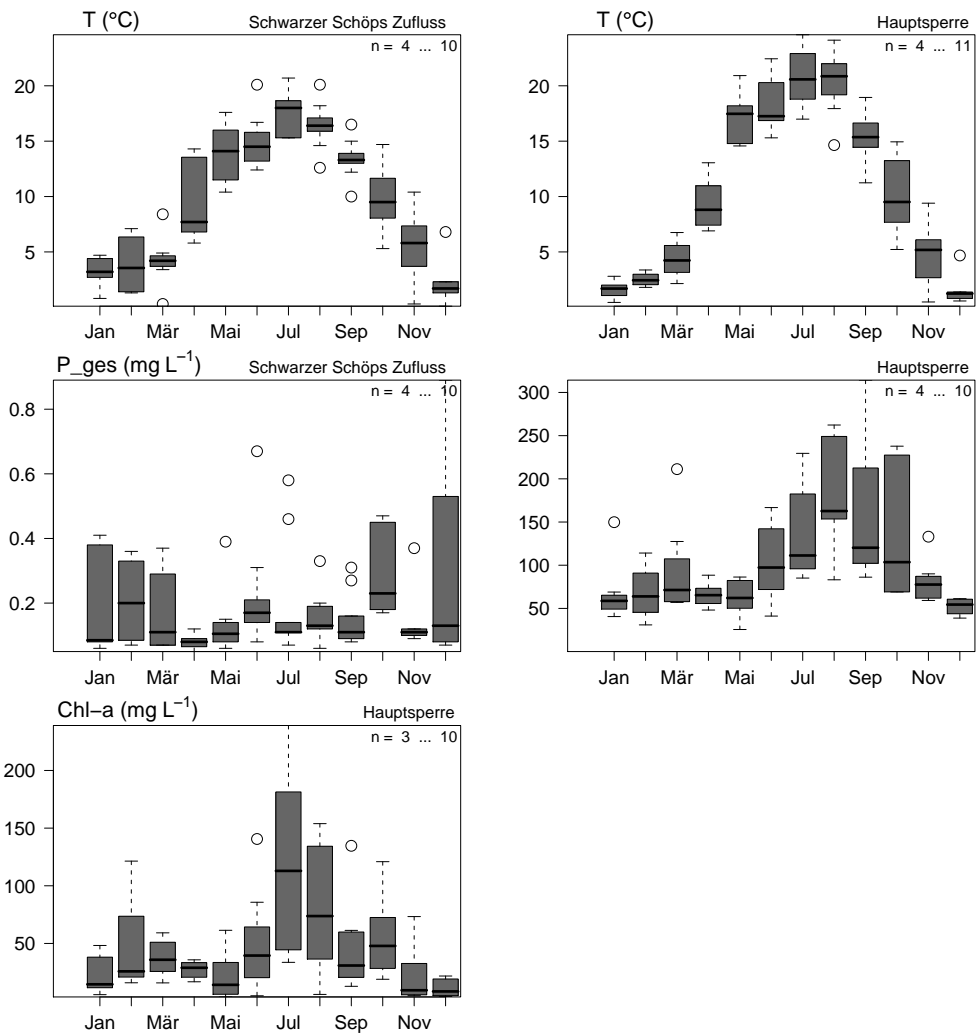 T (°C) Schwarzer Schöps Zufluss
n = 4 ... 10
20
15
10
5
Jan Mär Mai Jul Sep Nov
T (°C) Hauptsperre
n = 4 ... 11
20
15
10
5
Jan Mär Mai Jul Sep Nov
P_ges (mg L⁻¹) Schwarzer Schöps Zufluss
n = 4 ... 10
0.8
0.6
0.4
0.2
Jan Mär Mai Jul Sep Nov
Hauptsperre
n = 4 ... 10
300
250
200
150
100
50
Jan Mär Mai Jul Sep Nov
Chl−a (mg L⁻¹) Hauptsperre
n = 3 ... 10
200
150
100
50
Jan Mär Mai Jul Sep Nov